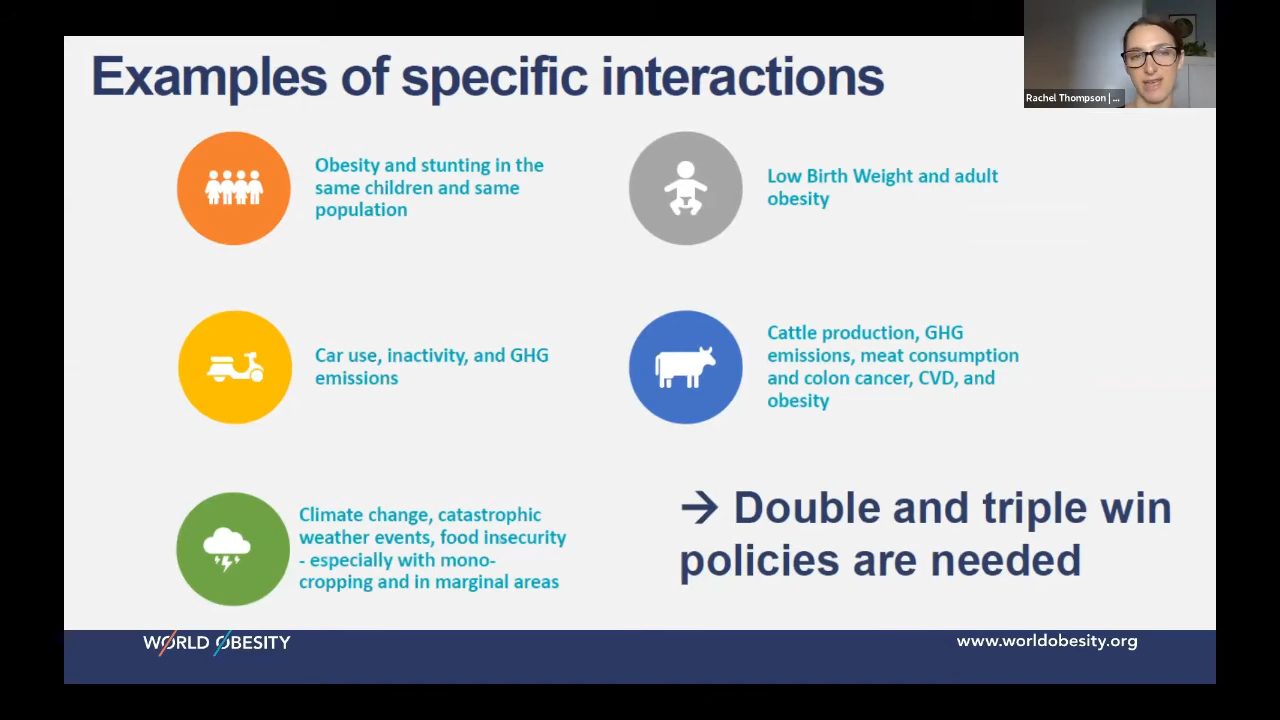 Examples of specific interactions
Rachel Thompson | ...
Obesity and stunting in the
same children and same
population
Low Birth Weight and adult
obesity
Car use, inactivity, and GHG
emissions
Cattle production, GHG
emissions, meat consumption
and colon cancer, CVD, and
obesity
Climate change, catastrophic
weather events, food insecurity
- especially with mono-
cropping and in marginal areas
→ Double and triple win
policies are needed
WORLD OBESITY
www.worldobesity.org